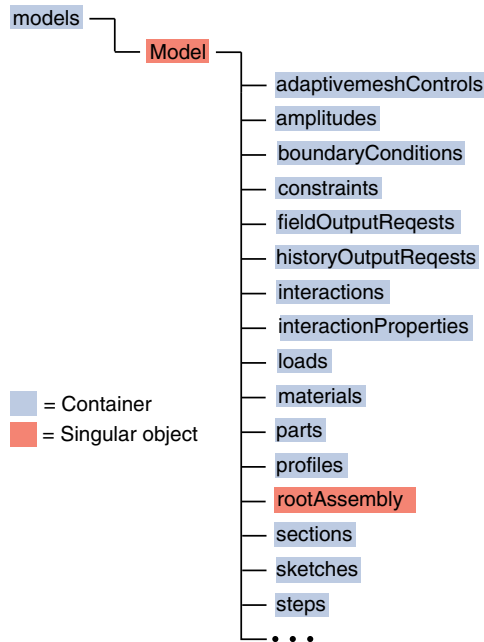 models
Model
adaptivemeshControls
amplitudes
boundaryConditions
constraints
fieldOutputReqests
historyOutputReqests
interactions
interactionProperties
loads
materials
parts
profiles
rootAssembly
sections
sketches
steps
• • •
= Container
= Singular object